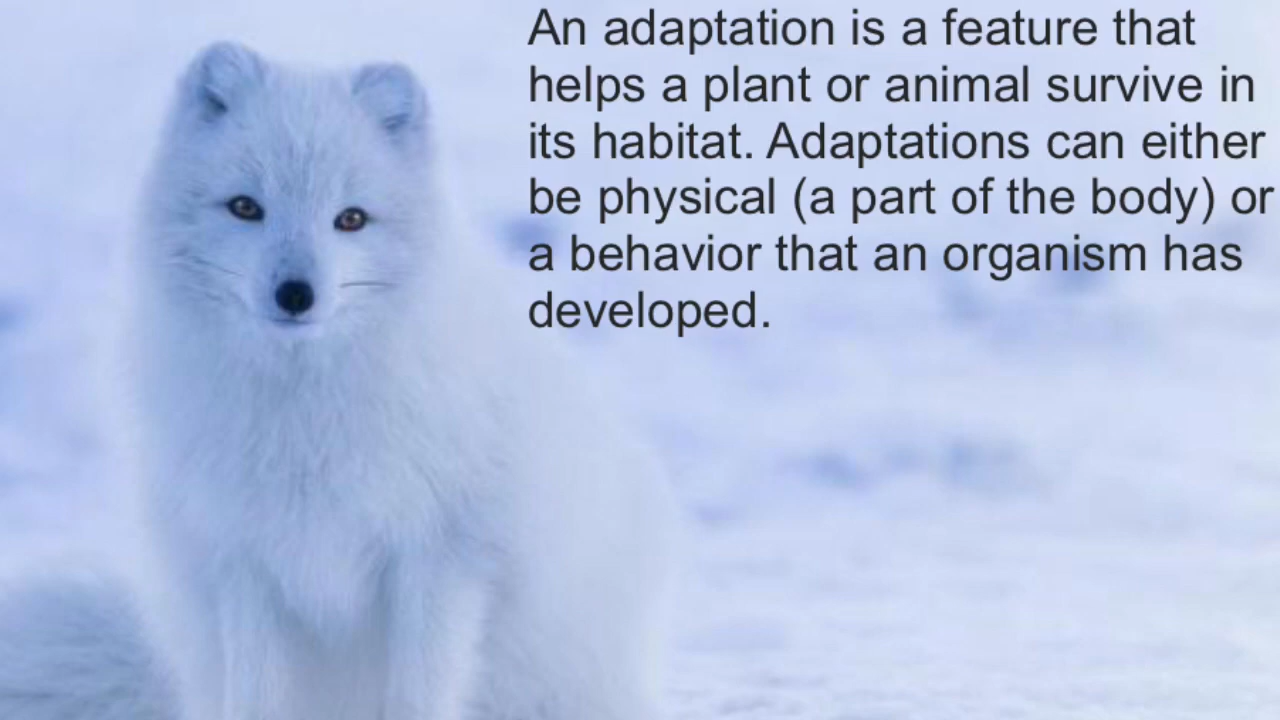 An adaptation is a feature that
helps a plant or animal survive in
its habitat. Adaptations can either
be physical (a part of the body) or
a behavior that an organism has
developed.